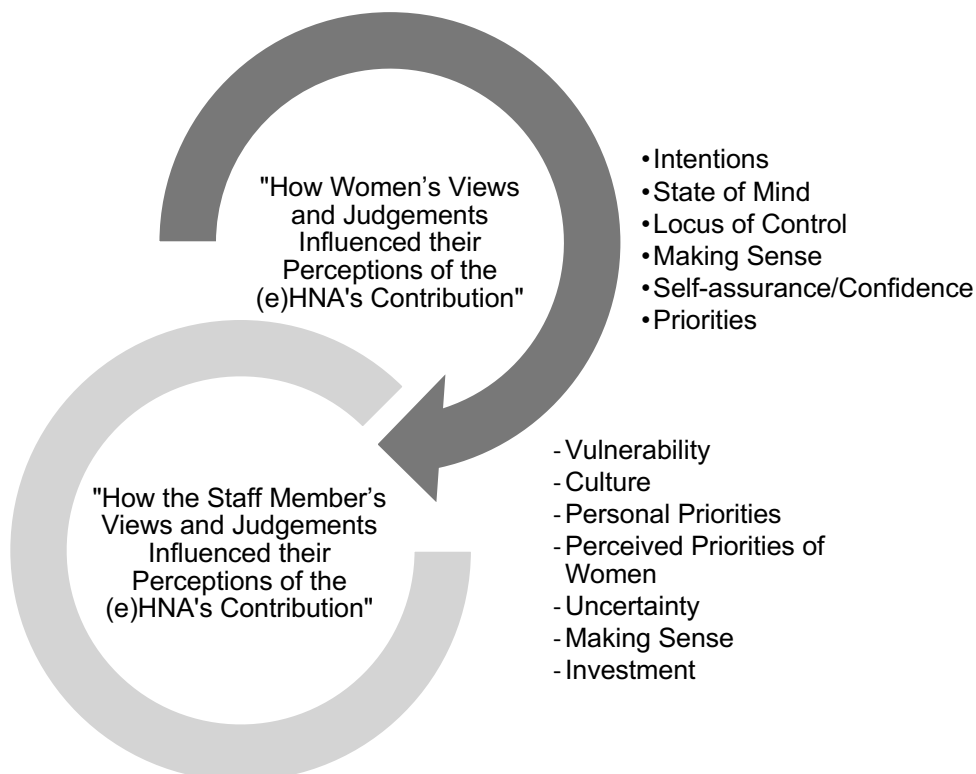 "How Women’s Views
and Judgements
Influenced their
Perceptions of the
(e)HNA's Contribution"
•Intentions
•State of Mind
•Locus of Control
•Making Sense
•Self-assurance/Confidence
•Priorities
"How the Staff Member’s
Views and Judgements
Influenced their
Perceptions of the
(e)HNA's Contribution"
-Vulnerability
-Culture
-Personal Priorities
-Perceived Priorities of
Women
-Uncertainty
-Making Sense
-Investment